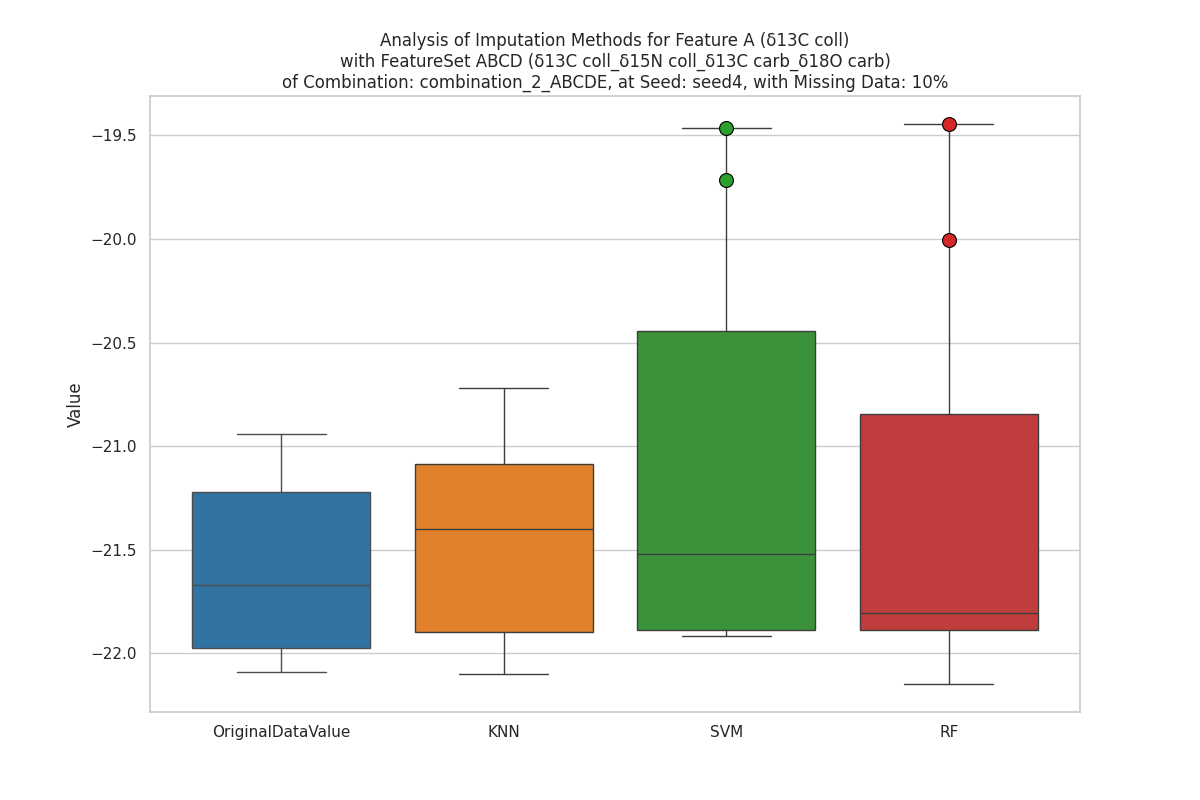 Analysis of Imputation Methods for Feature A (δ13C coll)
with FeatureSet ABCD (δ13C coll_δ15N coll_δ13C carb_δ18O carb)
of Combination: combination_2_ABCDE, at Seed: seed4, with Missing Data: 10%
Value
−19.5
−20.0
−20.5
−21.0
−21.5
−22.0
OriginalDataValue
KNN
SVM
RF